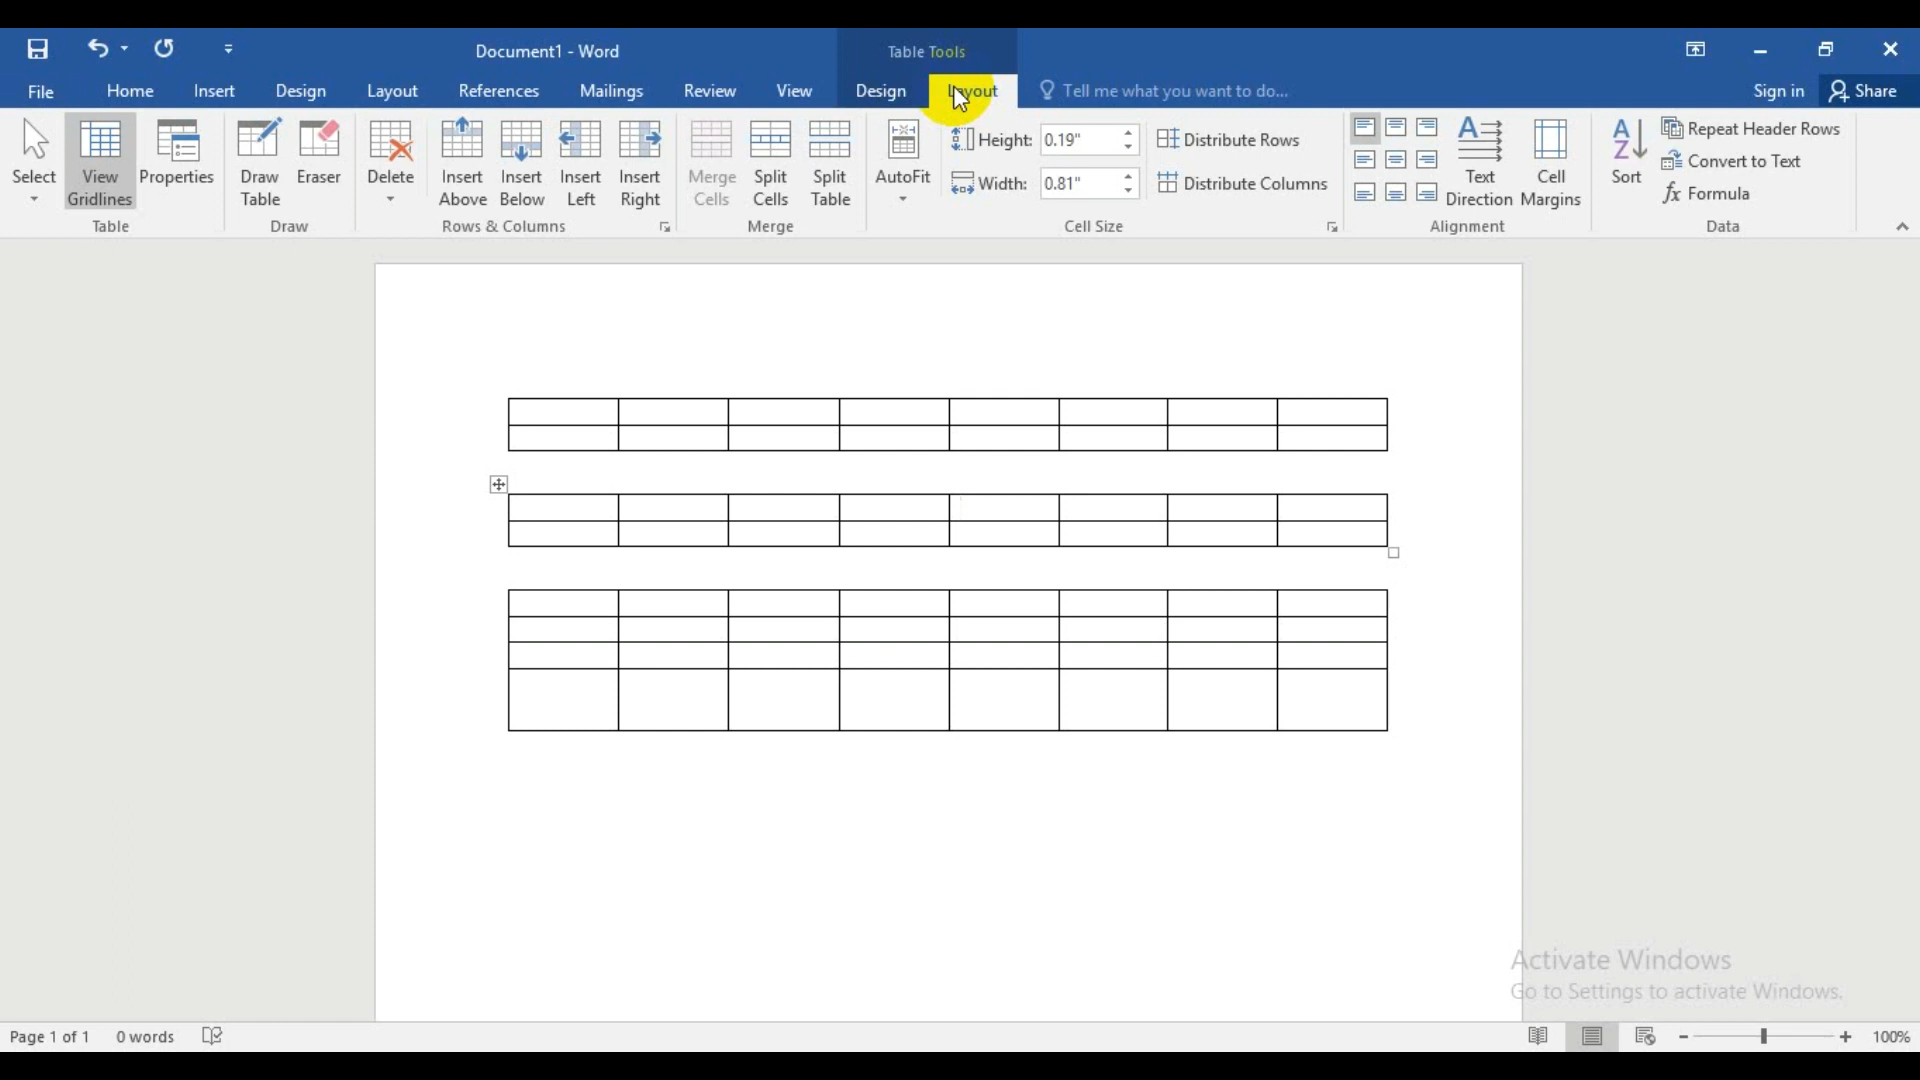 Document1 - Word
Table Tools
File Home Insert Design Layout References Mailings Review View Design Layout Tell me what you want to do... Sign in Share
Select View Gridlines Properties Draw Table Eraser Delete Insert Above Insert Below Insert Left Insert Right Merge Cells Split Cells Split Table AutoFit
Height: 0.19" Distribute Rows
Width: 0.81" Distribute Columns
Text Direction Cell Margins Sort
Repeat Header Rows
Convert to Text
fx Formula
Table Draw Rows & Columns Merge Cell Size Alignment Data
Activate Windows
Go to Settings to activate Windows.
Page 1 of 1 0 words 100%